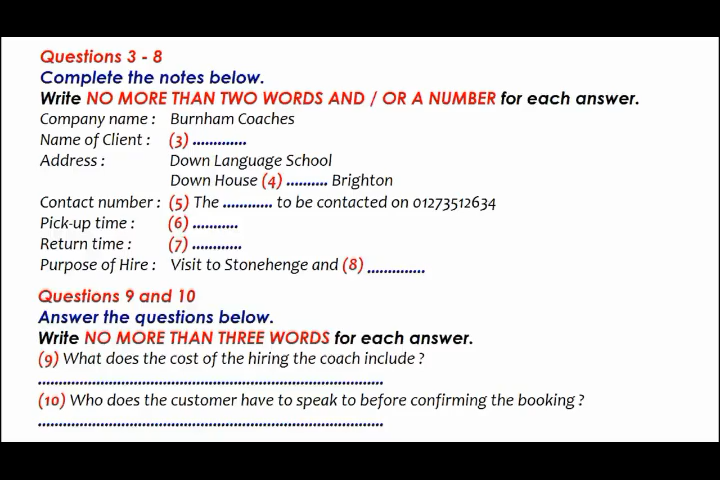 Questions 3 - 8
Complete the notes below.
Write NO MORE THAN TWO WORDS AND / OR A NUMBER for each answer.
Company name : Burnham Coaches
Name of Client : (3) .............
Address : Down Language School
Down House (4) .......... Brighton
Contact number : (5) The ............ to be contacted on 01273512634
Pick-up time : (6) ...........
Return time : (7) ............
Purpose of Hire : Visit to Stonehenge and (8) ..............
Questions 9 and 10
Answer the questions below.
Write NO MORE THAN THREE WORDS for each answer.
(9) What does the cost of the hiring the coach include ?
....................................................................................
(10) Who does the customer have to speak to before confirming the booking ?
....................................................................................